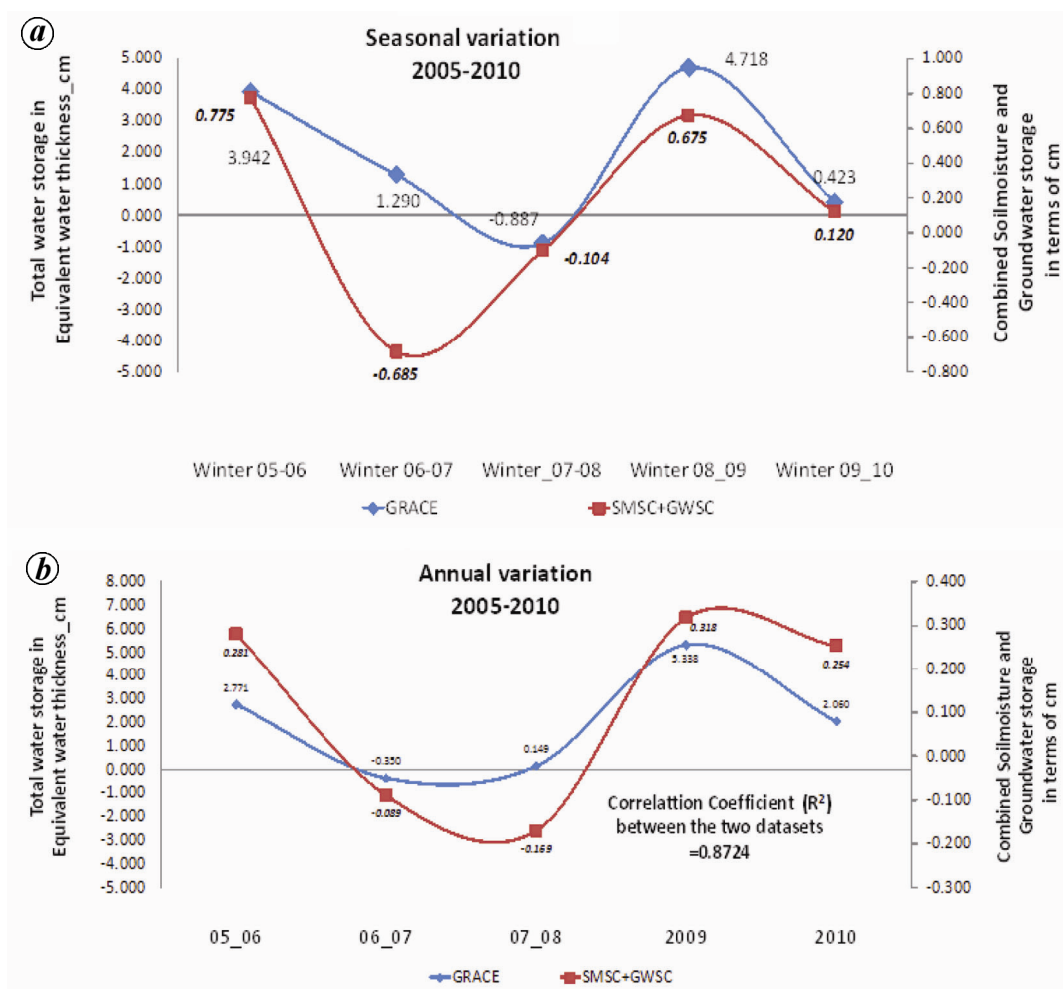 a
Seasonal variation
2005-2010
Total water storage in
Equivalent water thickness_cm
5.000
4.000
3.000
2.000
1.000
0.000
-1.000
-2.000
-3.000
-4.000
-5.000
0.775
3.942
1.290
-0.685
-0.887
-0.104
4.718
0.675
0.423
0.120
1.000
0.800
0.600
0.400
0.200
0.000
-0.200
-0.400
-0.600
-0.800
Combined Soilmoisture and
Groundwater storage
in terms of cm
Winter 05-06
Winter 06-07
Winter_07-08
Winter 08_09
Winter 09_10
GRACE
SMSC+GWSC
b
Annual variation
2005-2010
Total water storage in
Equivalent water thickness_cm
8.000
7.000
6.000
5.000
4.000
3.000
2.000
1.000
0.000
-1.000
-2.000
-3.000
-4.000
-5.000
0.281
2.771
-0.350
-0.089
0.149
-0.169
0.318
5.338
0.254
2.060
Correlattion Coefficient (R²)
between the two datasets
=0.8724
0.400
0.300
0.200
0.100
0.000
-0.100
-0.200
-0.300
Combined Soilmoisture and
Groundwater storage
in terms of cm
05_06
06_07
07_08
2009
2010
GRACE
SMSC+GWSC